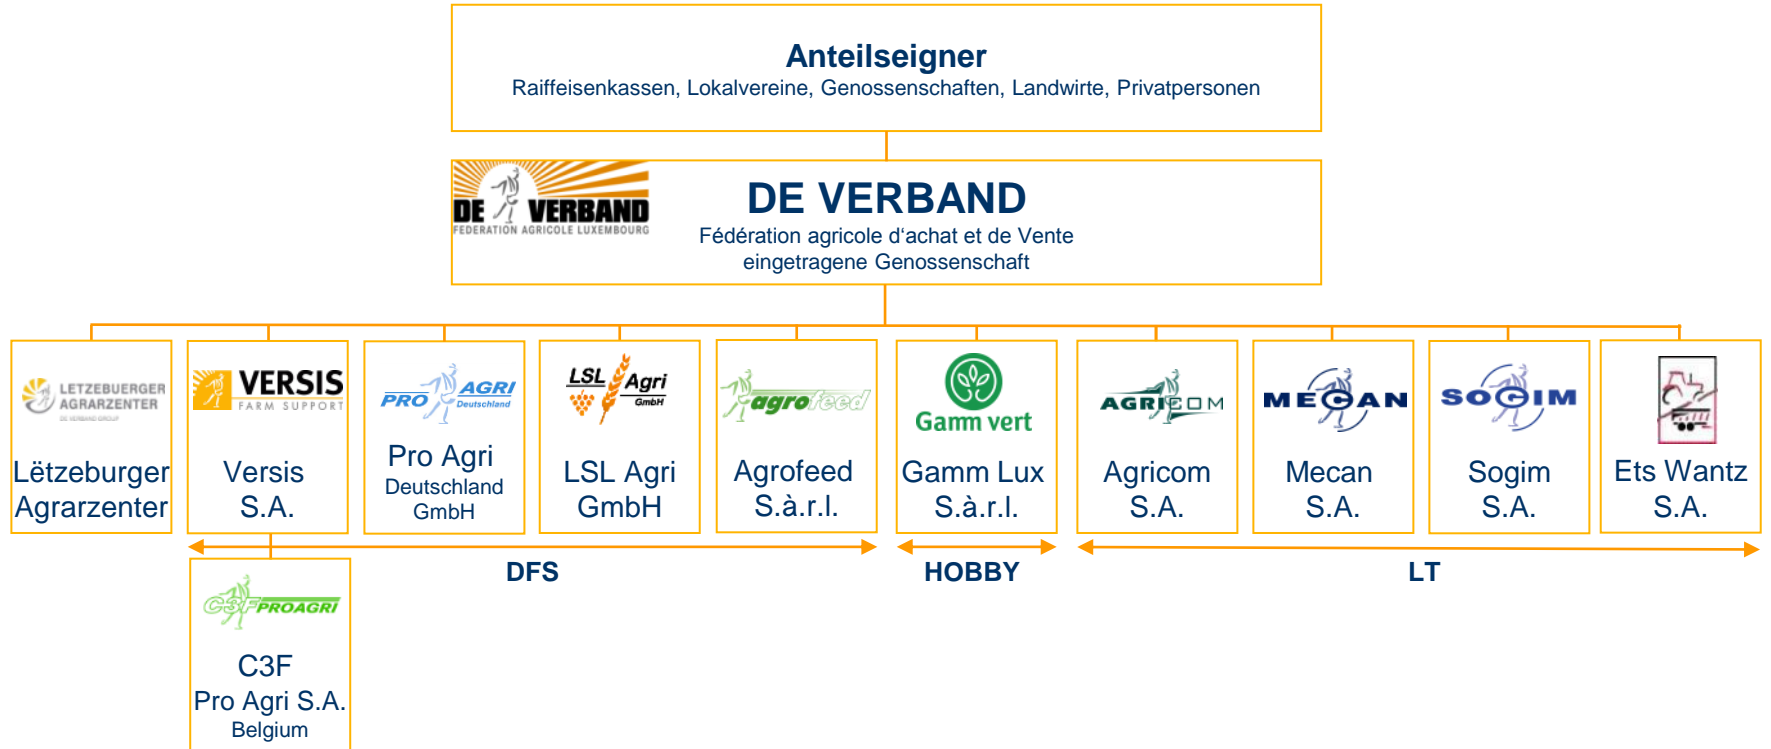 Anteilseigner
Raiffeisenkassen, Lokalvereine, Genossenschaften, Landwirte, Privatpersonen
DE VERBAND
FEDERATION AGRICOLE LUXEMBOURG
DE VERBAND
Fédération agricole d'achat et de Vente
eingetragene Genossenschaft
LETZEBUERGER
AGRARZENTER
DE VERBAND GROUP
Lëtzeburger
Agrarzenter
VERSIS
FARM SUPPORT
Versis
S.A.
PRO AGRI
Deutschland
Pro Agri
Deutschland
GmbH
LSL Agri
GmbH
LSL Agri
GmbH
agrofeed
Agrofeed
S.à.r.l.
Gamm vert
Gamm Lux
S.à.r.l.
AGRICOM
Agricom
S.A.
MECAN
Mecan
S.A.
SOGIM
Sogim
S.A.
Ets Wantz
S.A.
DFS
HOBBY
LT
C3F PROAGRI
C3F
Pro Agri S.A.
Belgium